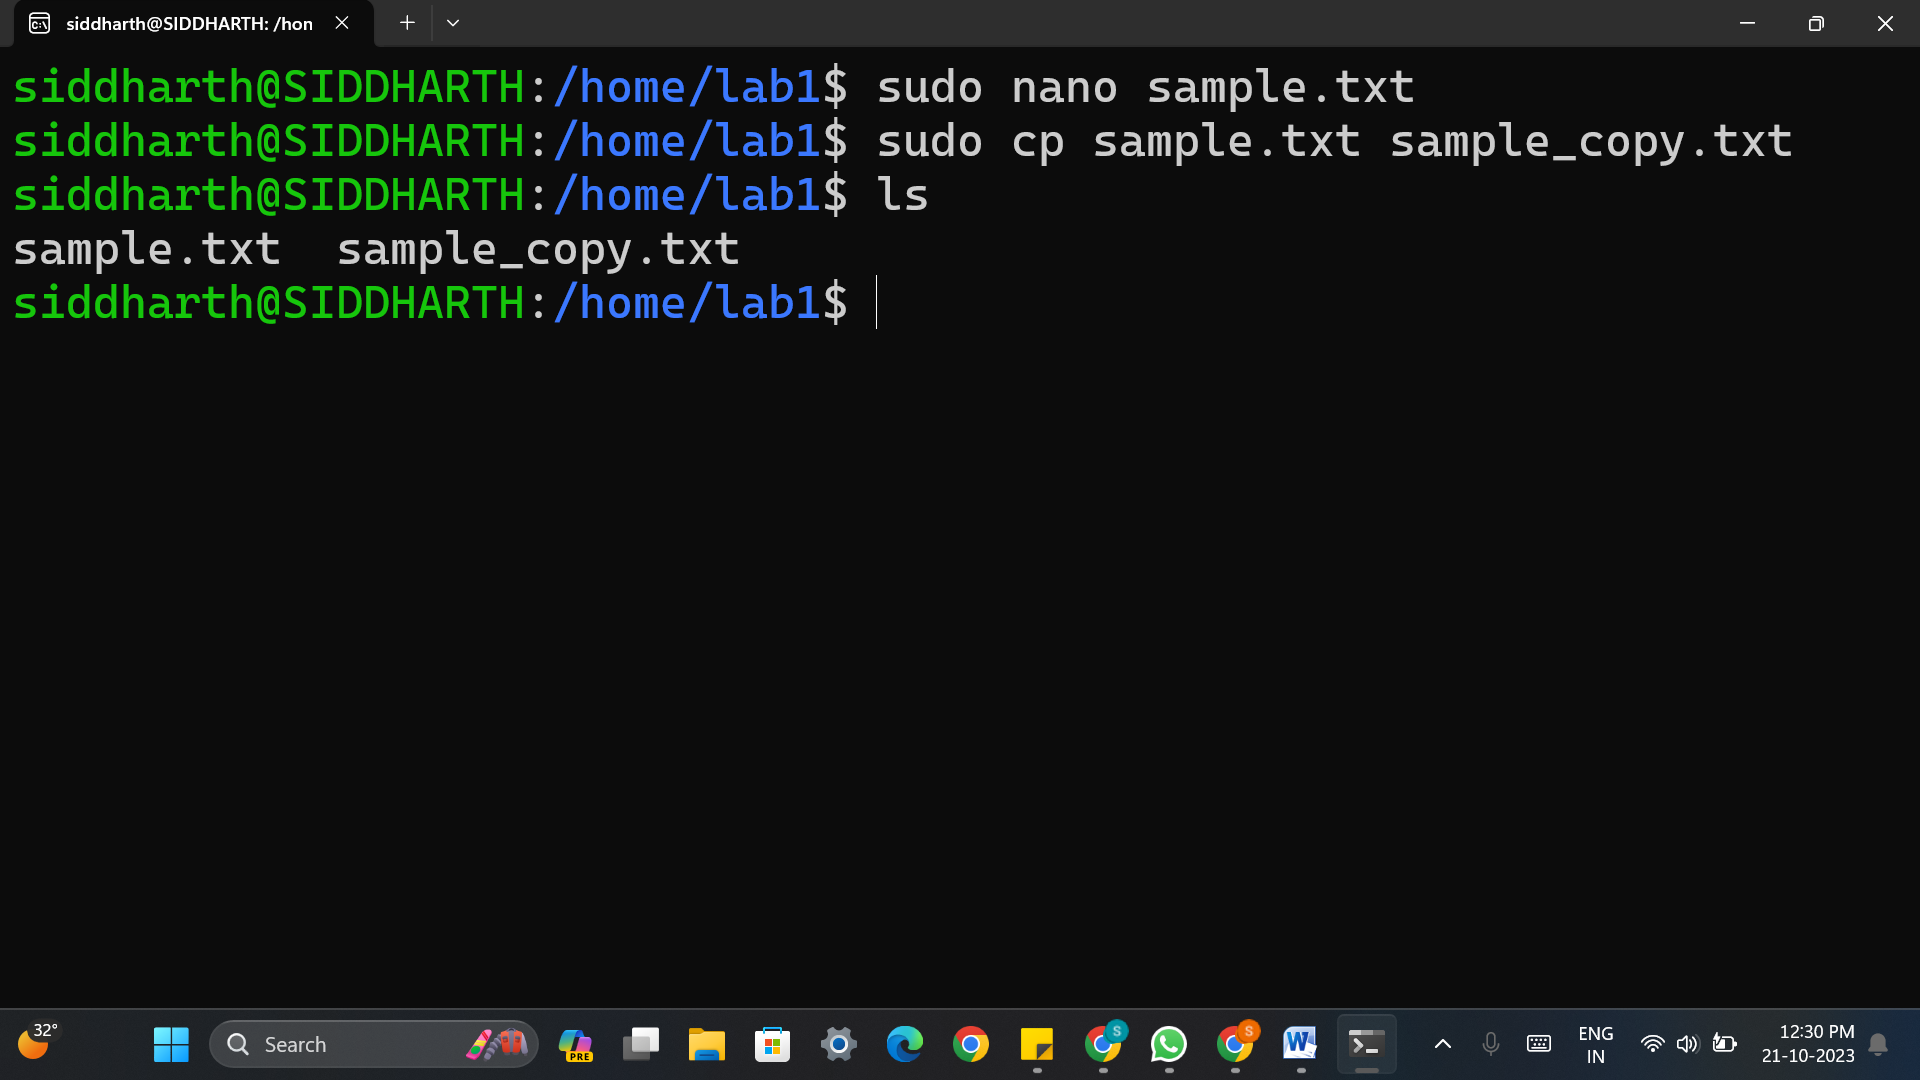 siddharth@SIDDHARTH: /hon
siddharth@SIDDHARTH:/home/lab1$ sudo nano sample.txt
siddharth@SIDDHARTH:/home/lab1$ sudo cp sample.txt sample_copy.txt
siddharth@SIDDHARTH:/home/lab1$ ls
sample.txt  sample_copy.txt
siddharth@SIDDHARTH:/home/lab1$
32°
Search
PRE
S
S
W
ENG
IN
12:30 PM
21-10-2023